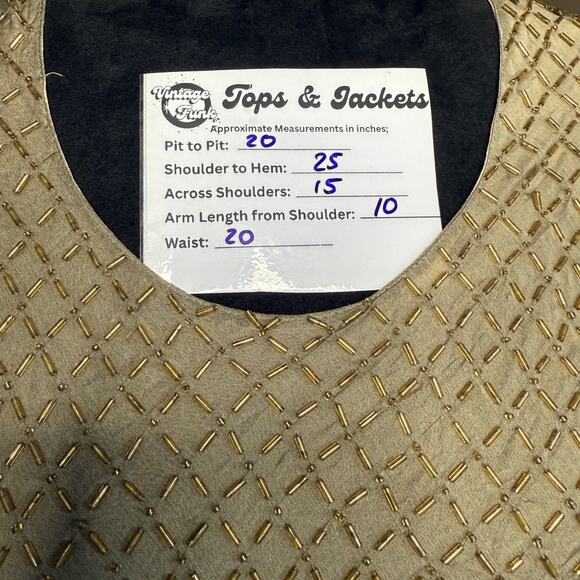 Vintage Funk Tops & Jackets
Approximate Measurements in inches;
Pit to Pit: 20
Shoulder to Hem: 25
Across Shoulders: 15
Arm Length from Shoulder: 10
Waist: 20